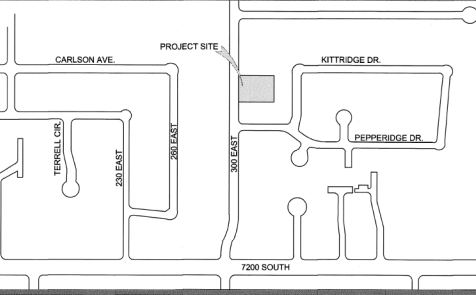 PROJECT SITE
CARLSON AVE.
KITTRIDGE DR.
TERRELL CIR.
230 EAST
260 EAST
300 EAST
PEPPERIDGE DR.
7200 SOUTH